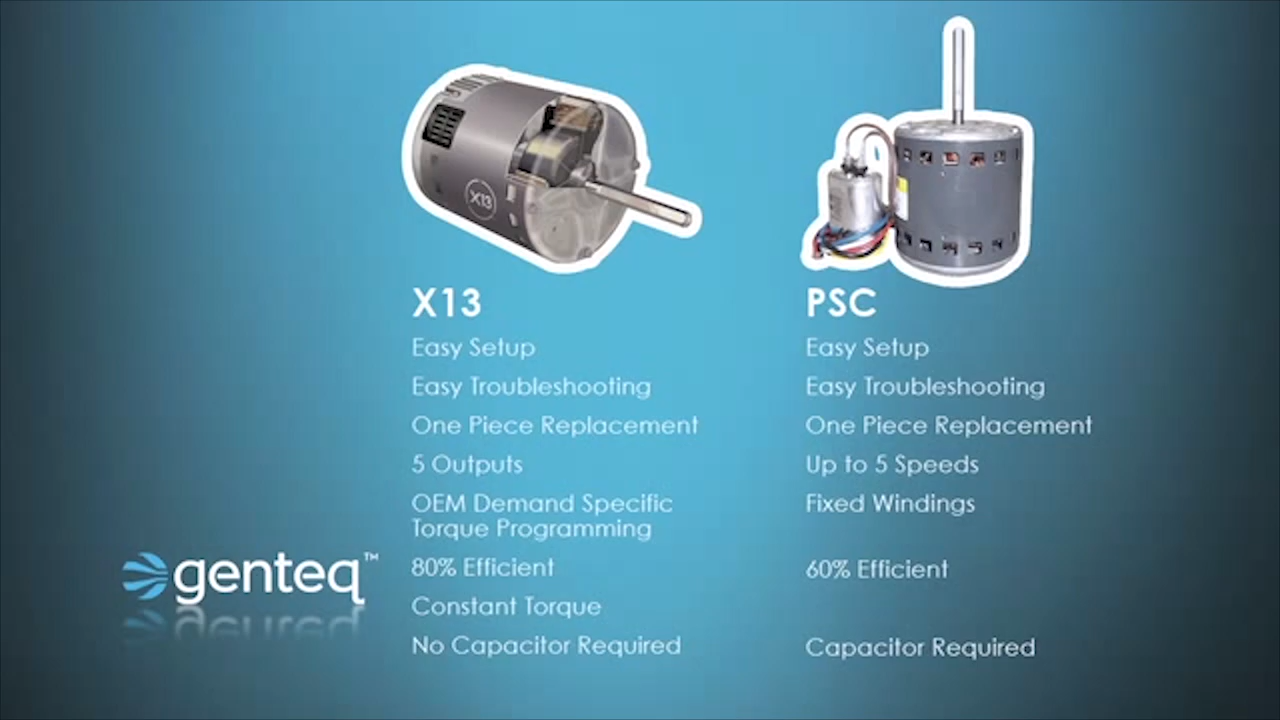 X13
X13
Easy Setup
Easy Troubleshooting
One Piece Replacement
5 Outputs
OEM Demand Specific
Torque Programming
80% Efficient
Constant Torque
No Capacitor Required
PSC
Easy Setup
Easy Troubleshooting
One Piece Replacement
Up to 5 Speeds
Fixed Windings
60% Efficient
Capacitor Required
genteq™